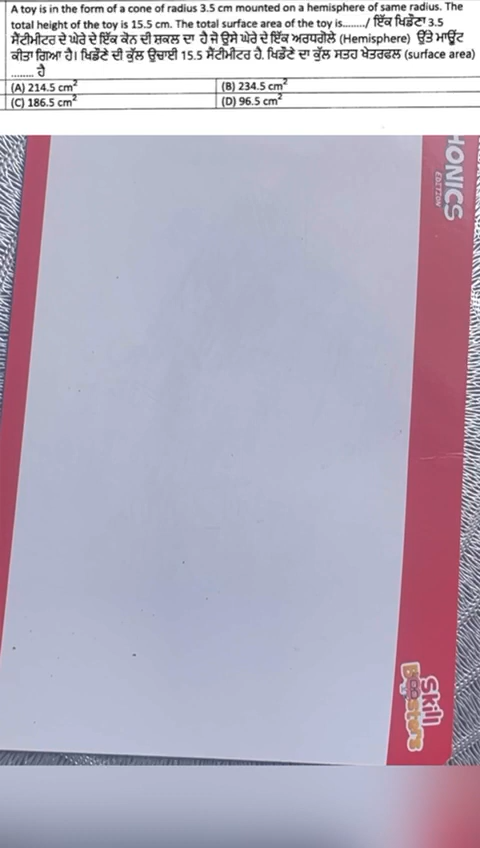 A toy is in the form of a cone of radius 3.5 cm mounted on a hemisphere of same radius. The
total height of the toy is 15.5 cm. The total surface area of the toy is......../ ਇੱਕ ਖਿਡੌਣਾ 3.5
ਸੈਂਟੀਮੀਟਰ ਦੇ ਘੇਰੇ ਦੇ ਇੱਕ ਕੋਨ ਦੀ ਸ਼ਕਲ ਦਾ ਹੈ ਜੋ ਉਸੇ ਘੇਰੇ ਦੇ ਇੱਕ ਅਰਧਗੋਲੇ (Hemisphere) ਉੱਤੇ ਮਾਊਂਟ
ਕੀਤਾ ਗਿਆ ਹੈ। ਖਿਡੌਣੇ ਦੀ ਕੁੱਲ ਉਚਾਈ 15.5 ਸੈਂਟੀਮੀਟਰ ਹੈ. ਖਿਡੌਣੇ ਦਾ ਕੁੱਲ ਸਤਹ ਖੇਤਰਫਲ (surface area)
........ ਹੈ
(A) 214.5 cm² (B) 234.5 cm²
(C) 186.5 cm² (D) 96.5 cm²
HONICS
EDITION
Skill
Boosters